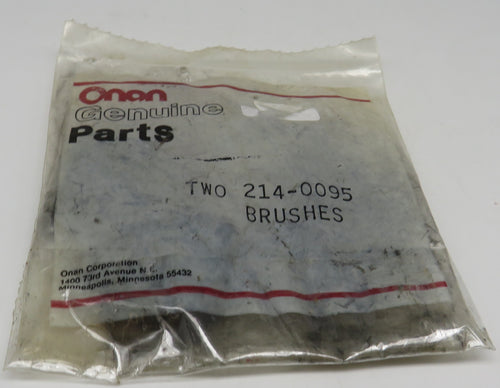 Onan
Genuine
Parts
TWO 214-0095
BRUSHES
Onan Corporation
1400 73rd Avenue N.E.
Minneapolis, Minnesota 55432